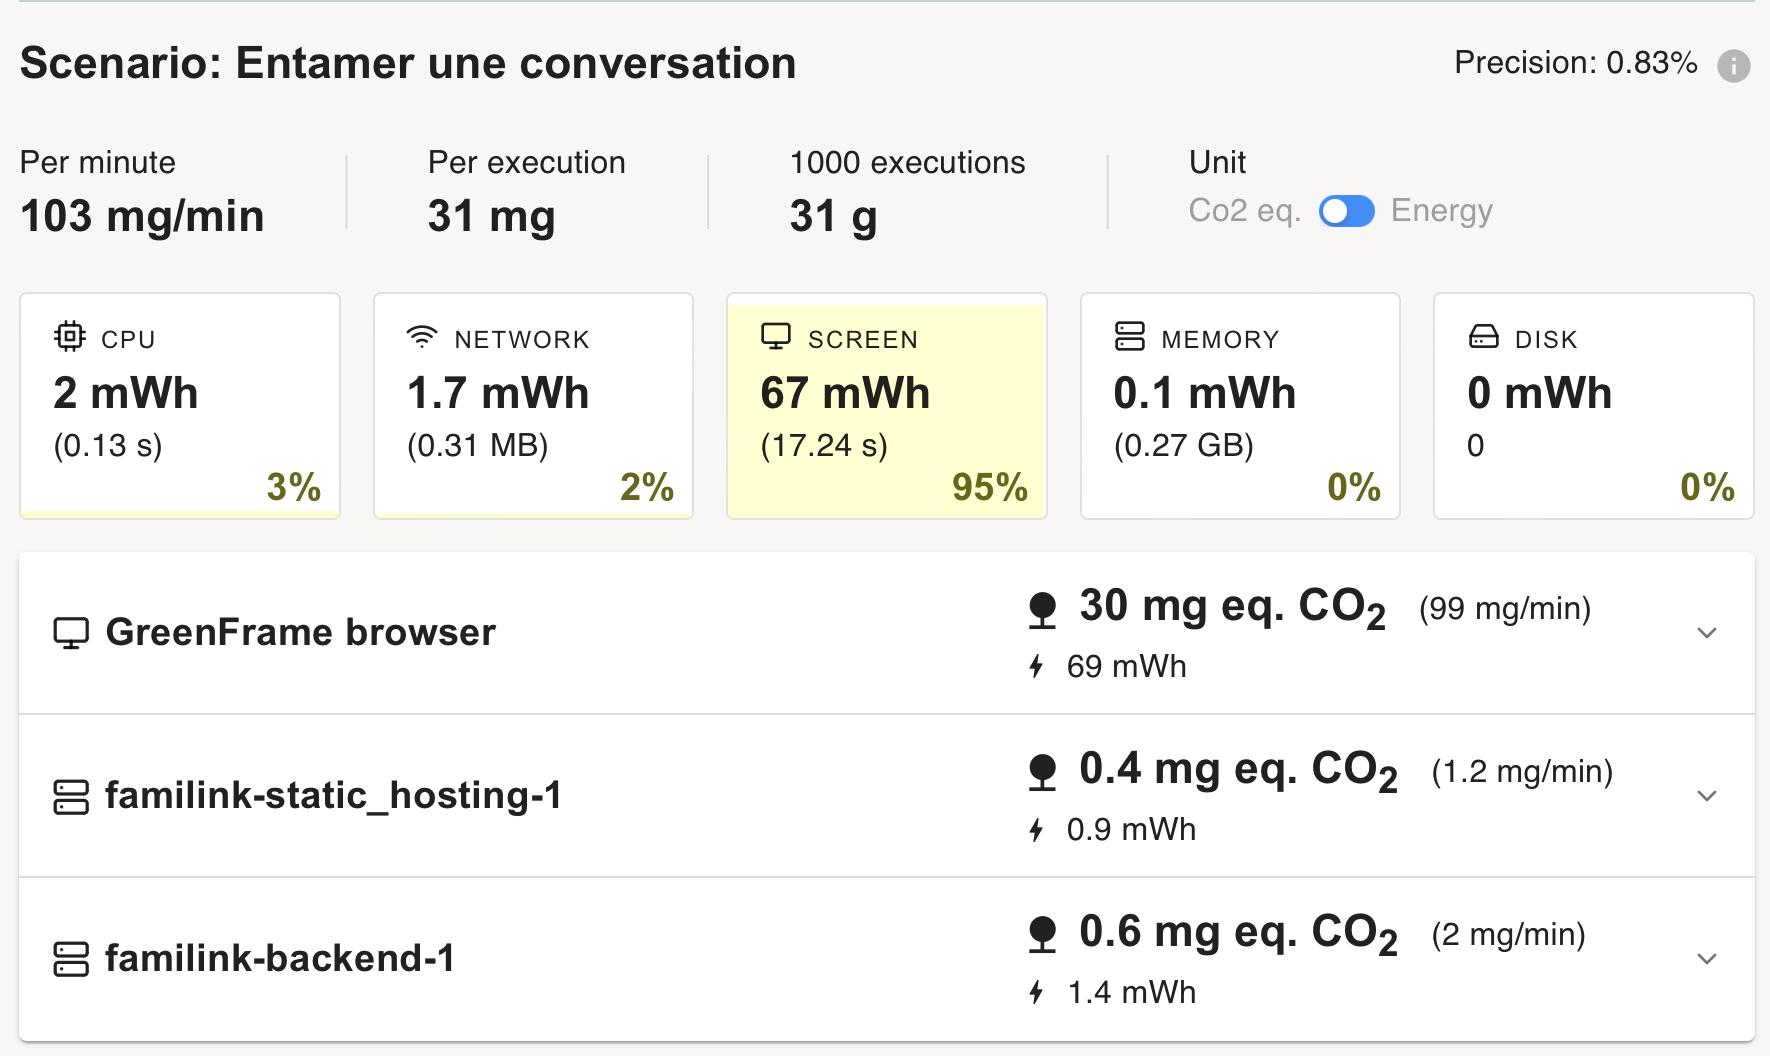 Scenario: Entamer une conversation
Precision: 0.83%
Per minute
103 mg/min
Per execution
31 mg
1000 executions
31 g
Unit
Co2 eq. Energy
CPU
2 mWh
(0.13 s)
3%
NETWORK
1.7 mWh
(0.31 MB)
2%
SCREEN
67 mWh
(17.24 s)
95%
MEMORY
0.1 mWh
(0.27 GB)
0%
DISK
0 mWh
0
0%
GreenFrame browser
30 mg eq. CO₂ (99 mg/min)
69 mWh
familink-static_hosting-1
0.4 mg eq. CO₂ (1.2 mg/min)
0.9 mWh
familink-backend-1
0.6 mg eq. CO₂ (2 mg/min)
1.4 mWh